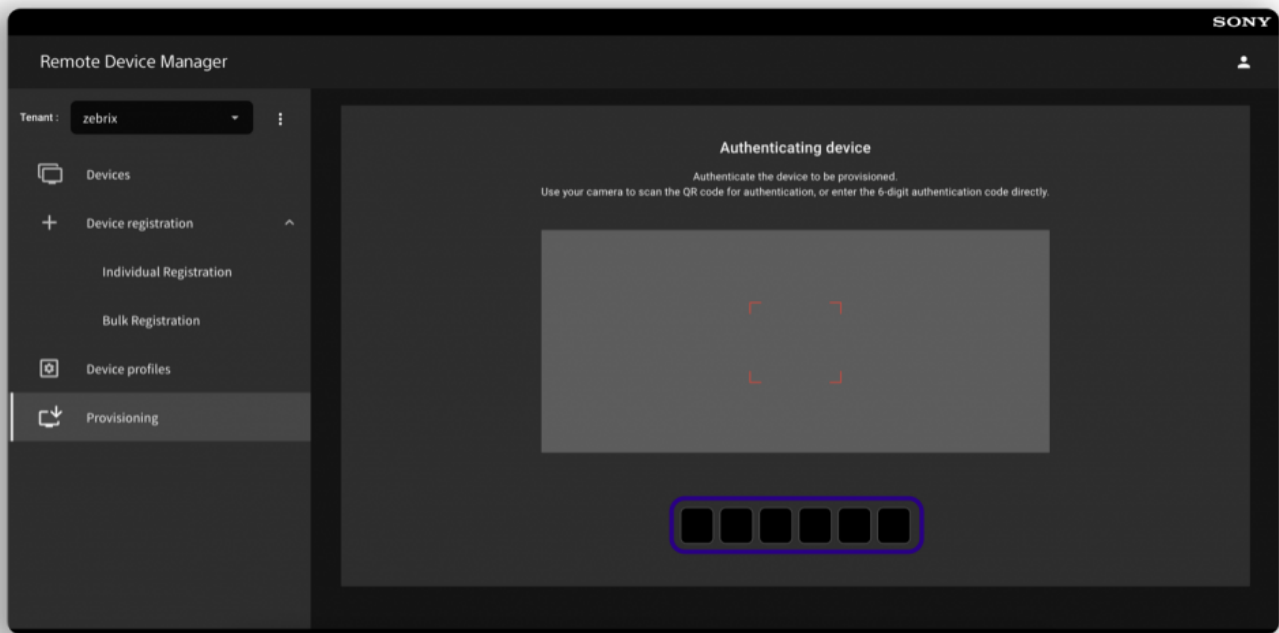 SONY
Remote Device Manager
Tenant :
zebrix
Devices
Device registration
Individual Registration
Bulk Registration
Device profiles
Provisioning
Authenticating device
Authenticate the device to be provisioned.
Use your camera to scan the QR code for authentication, or enter the 6-digit authentication code directly.